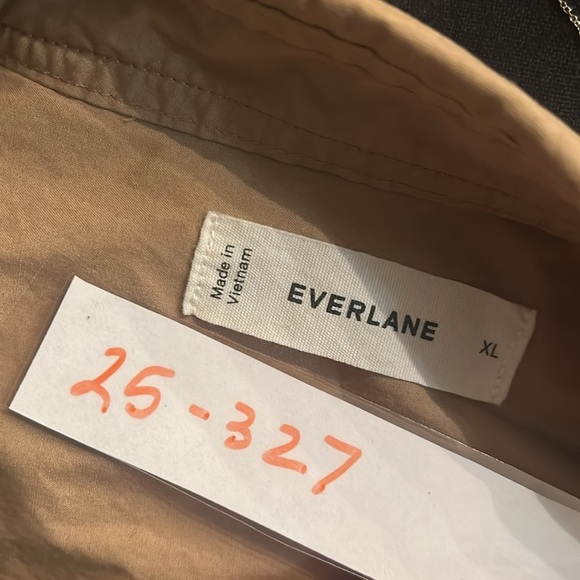 Made in
Vietnam
EVERLANE
XL
25-327